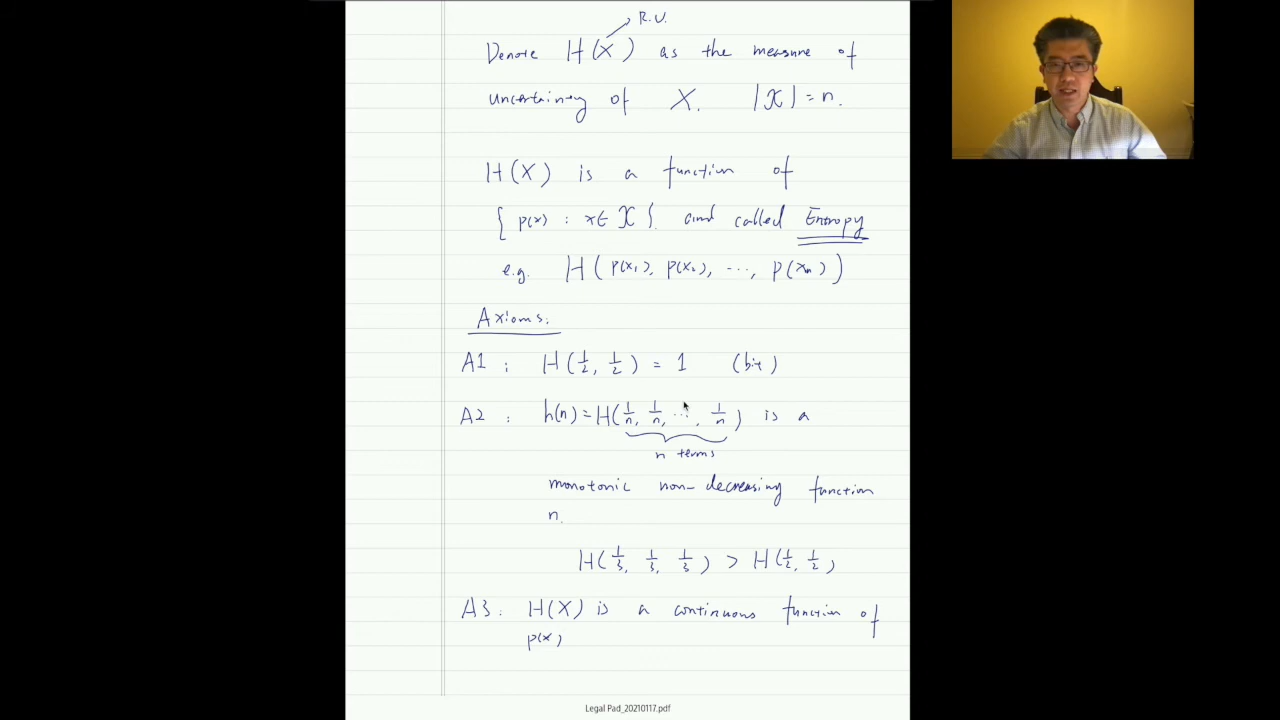 R.V.
Denote H(X) as the measure of
uncertainty of X. |𝒳| = n.
H(X) is a function of
{ p(x) : x∈ 𝒳 } and called Entropy
e.g. H( p(x₁), p(x₂), ⋯, p(xₙ) )
Axioms.
A1 : H(1/2, 1/2) = 1 (bit)
A2 : h(n) = H(1/n, 1/n, ⋯, 1/n) is a
n terms
monotonic non-decreasing function
n.
H(1/3, 1/3, 1/3) > H(1/2, 1/2)
A3 : H(X) is a continuous function of
p(x)
Legal Pad_20210117.pdf